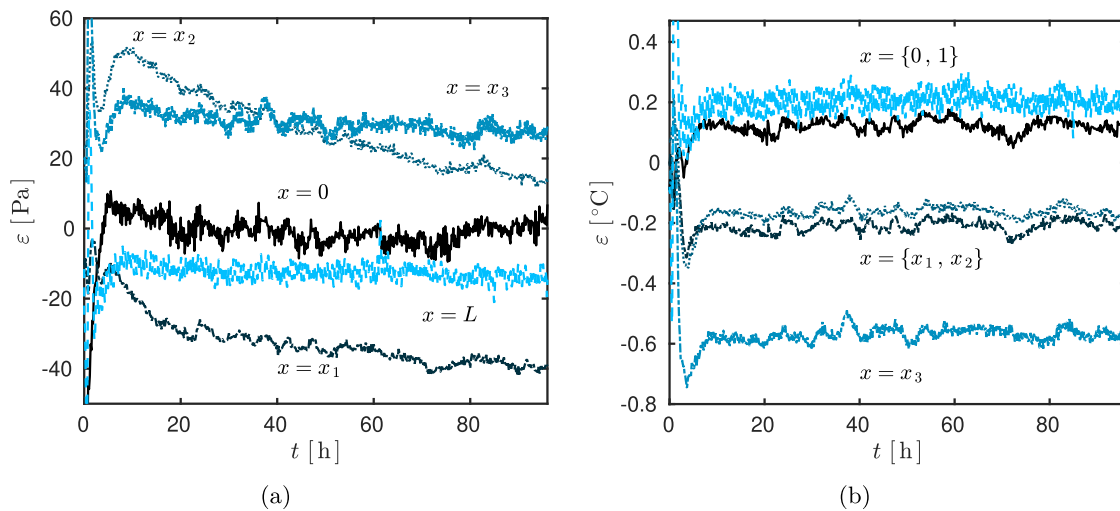 60
40
20
0
-20
-40
ε [Pa]
x = x2
x = x3
x = 0
x = L
x = x1
0 20 40 60 80
t [h]
(a)
0.4
0.2
0
-0.2
-0.4
-0.6
-0.8
ε [°C]
x = {0, 1}
x = {x1, x2}
x = x3
0 20 40 60 80
t [h]
(b)